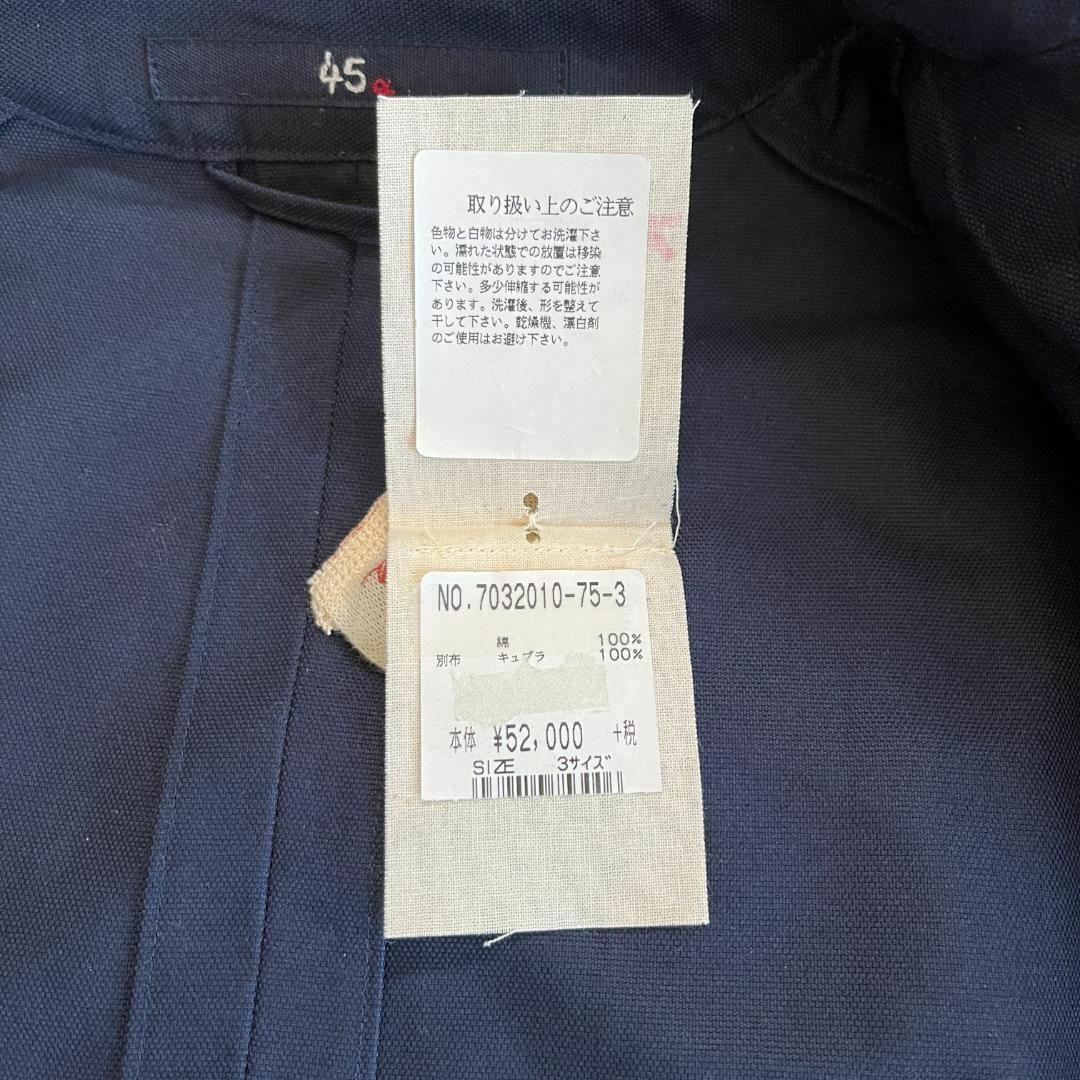 45
取り扱い上のご注意
色物と白物は分けてお洗濯下さ
い。濡れた状態での放置は移染
の可能性がありますのでご注意
下さい。多少伸縮する可能性が
あります。洗濯後、形を整えて
干して下さい。乾燥機、漂白剤
のご使用はお避け下さい。
NO.7032010-75-3
綿 100%
別布 キュプラ 100%
本体 ¥52,000 +税
SIZE 3サイズ